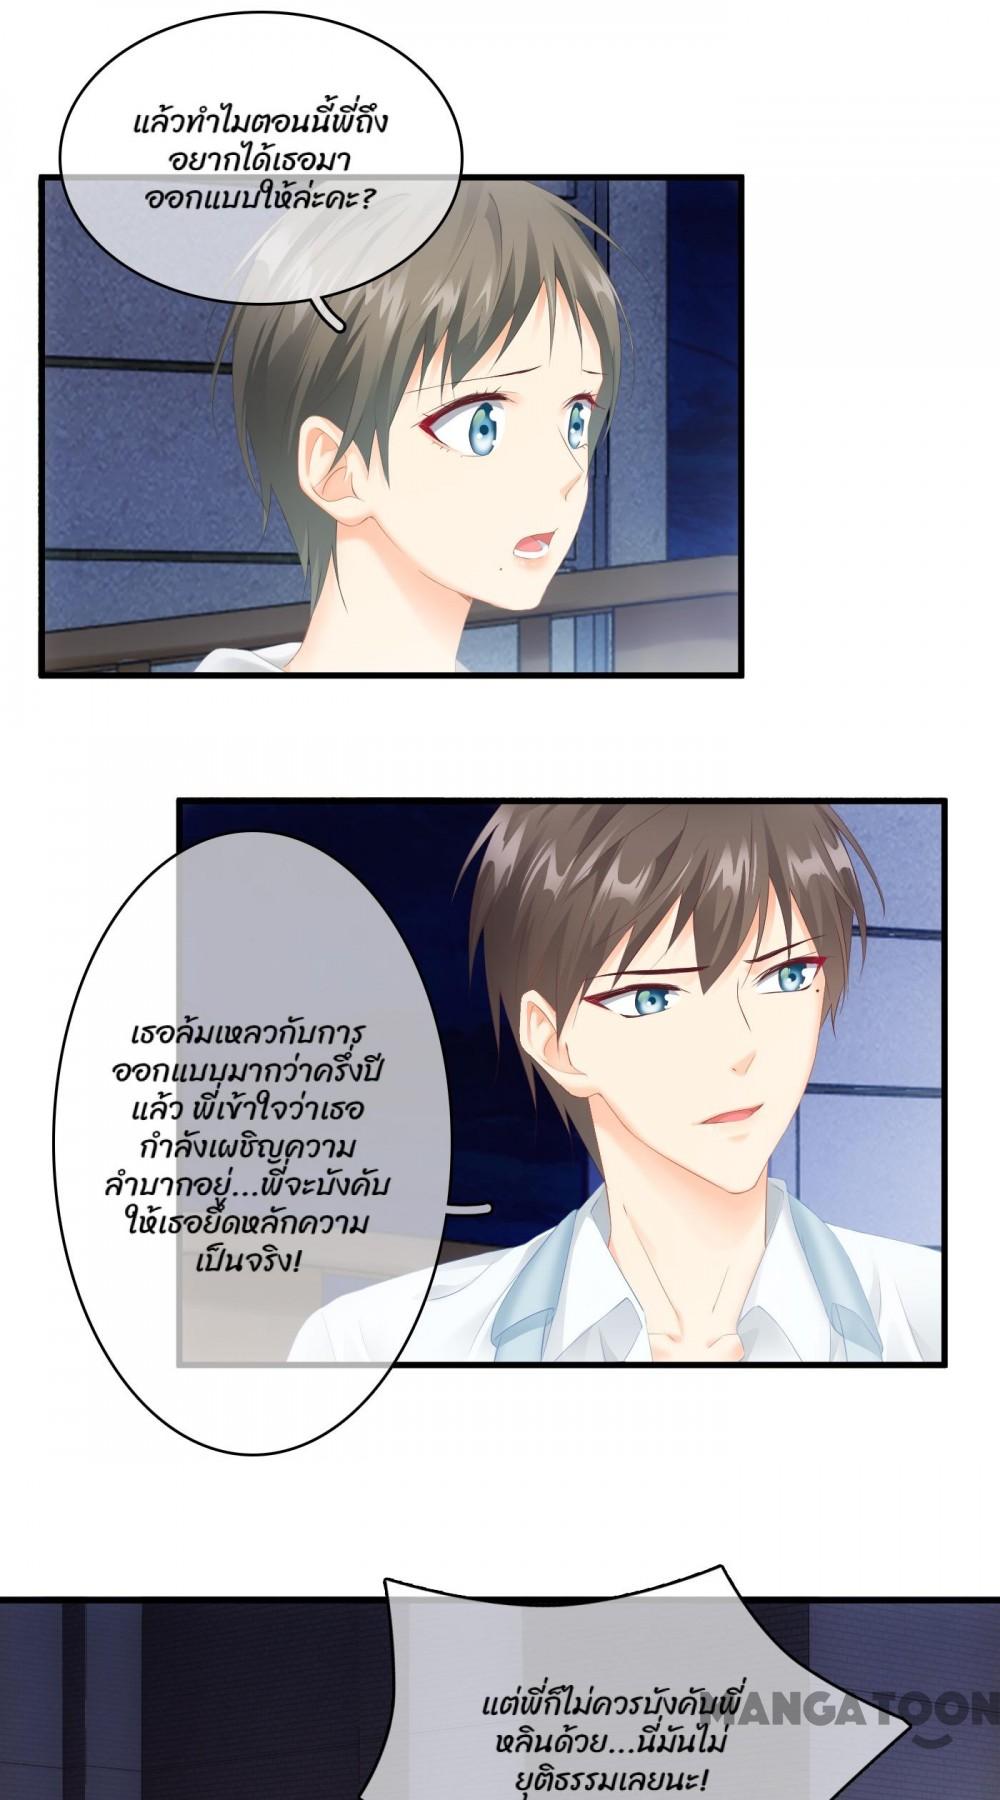 แล้วทำไมตอนนี้พี่ถึง
อยากได้เธอมา
ออกแบบให้ล่ะคะ?
เธอล้มเหลวกับการ
ออกแบบมากว่าครึ่งปี
แล้ว พี่เข้าใจว่าเธอ
กำลังเผชิญความ
ลำบากอยู่...พี่จะบังคับ
ให้เธอยึดหลักความ
เป็นจริง!
แต่พี่ก็ไม่ควรบังคับพี่
หลินด้วย...นี่มันไม่
ยุติธรรมเลยนะ!
MANGATOON